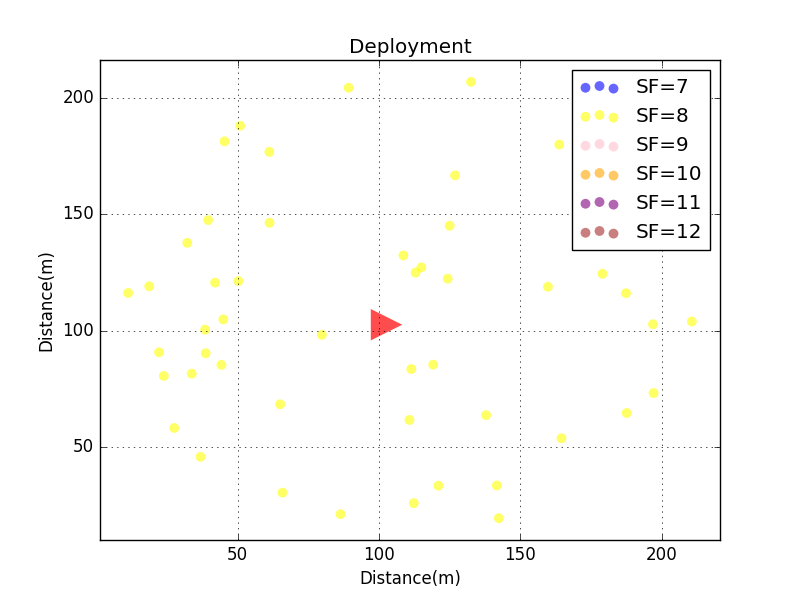 Deployment
SF=7
SF=8
SF=9
SF=10
SF=11
SF=12
200
150
100
50
Distance(m)
50
100
150
200
Distance(m)